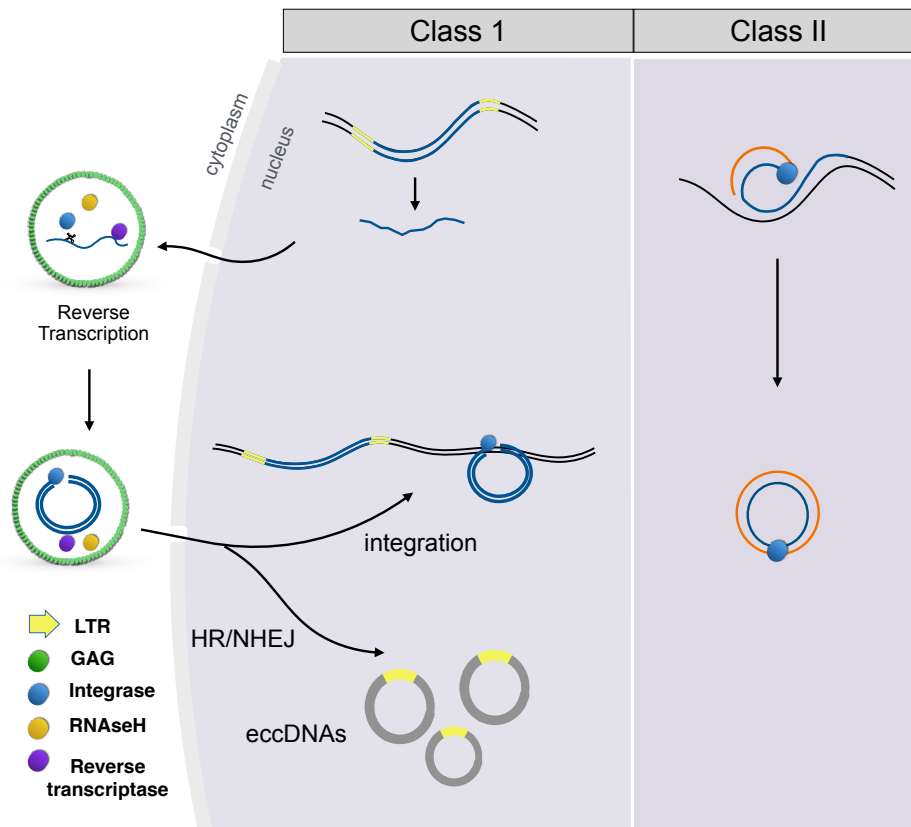 Class 1
Class II
cytoplasm
nucleus
Reverse
Transcription
integration
HR/NHEJ
eccDNAs
LTR
GAG
Integrase
RNAseH
Reverse
transcriptase